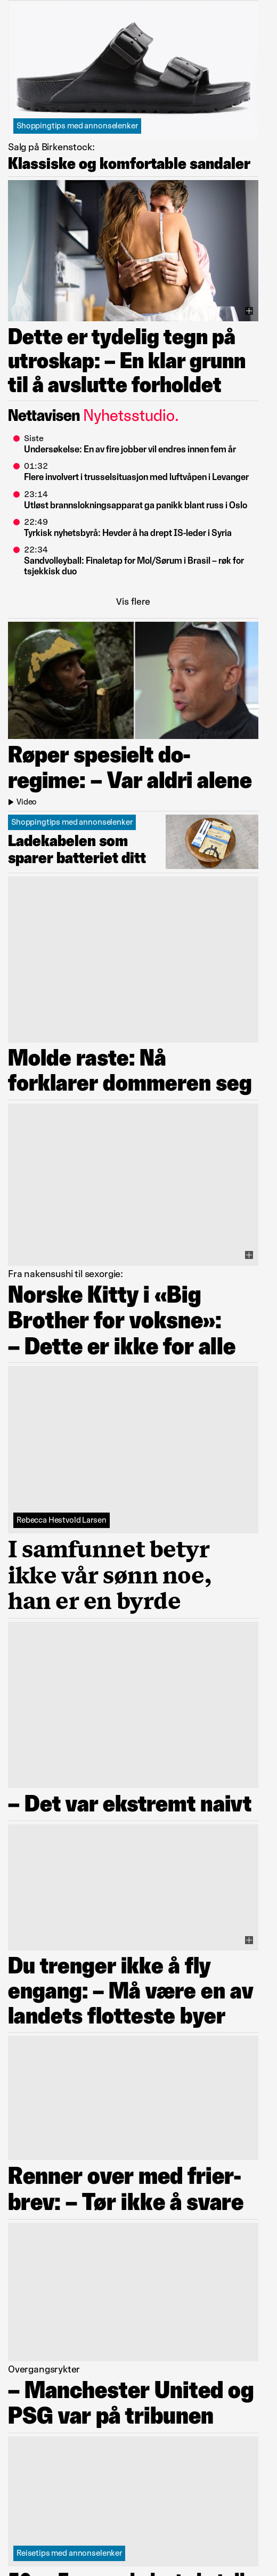 Shoppingtips med annonselenker
Salg på Birkenstock:
Klassiske og komfortable sandaler
Dette er tydelig tegn på
utroskap: – En klar grunn
til å avslutte forholdet
Nettavisen Nyhetsstudio.
Siste
Undersøkelse: En av fire jobber vil endres innen fem år
01:32
Flere involvert i trusselsituasjon med luftvåpen i Levanger
23:14
Utløst brannslokningsapparat ga panikk blant russ i Oslo
22:49
Tyrkisk nyhetsbyrå: Hevder å ha drept IS-leder i Syria
22:34
Sandvolleyball: Finaletap for Mol/Sørum i Brasil – røk for
tsjekkisk duo
Vis flere
Røper spesielt do-
regime: – Var aldri alene
Video
Shoppingtips med annonselenker
Ladekabelen som
sparer batteriet ditt
Molde raste: Nå
forklarer dommeren seg
Fra nakensushi til sexorgie:
Norske Kitty i «Big
Brother for voksne»:
– Dette er ikke for alle
Rebecca Hestvold Larsen
I samfunnet betyr
ikke vår sønn noe,
han er en byrde
– Det var ekstremt naivt
Du trenger ikke å fly
engang: – Må være en av
landets flotteste byer
Renner over med frier-
brev: – Tør ikke å svare
Overgangsrykter
– Manchester United og
PSG var på tribunen
Reisetips med annonselenker